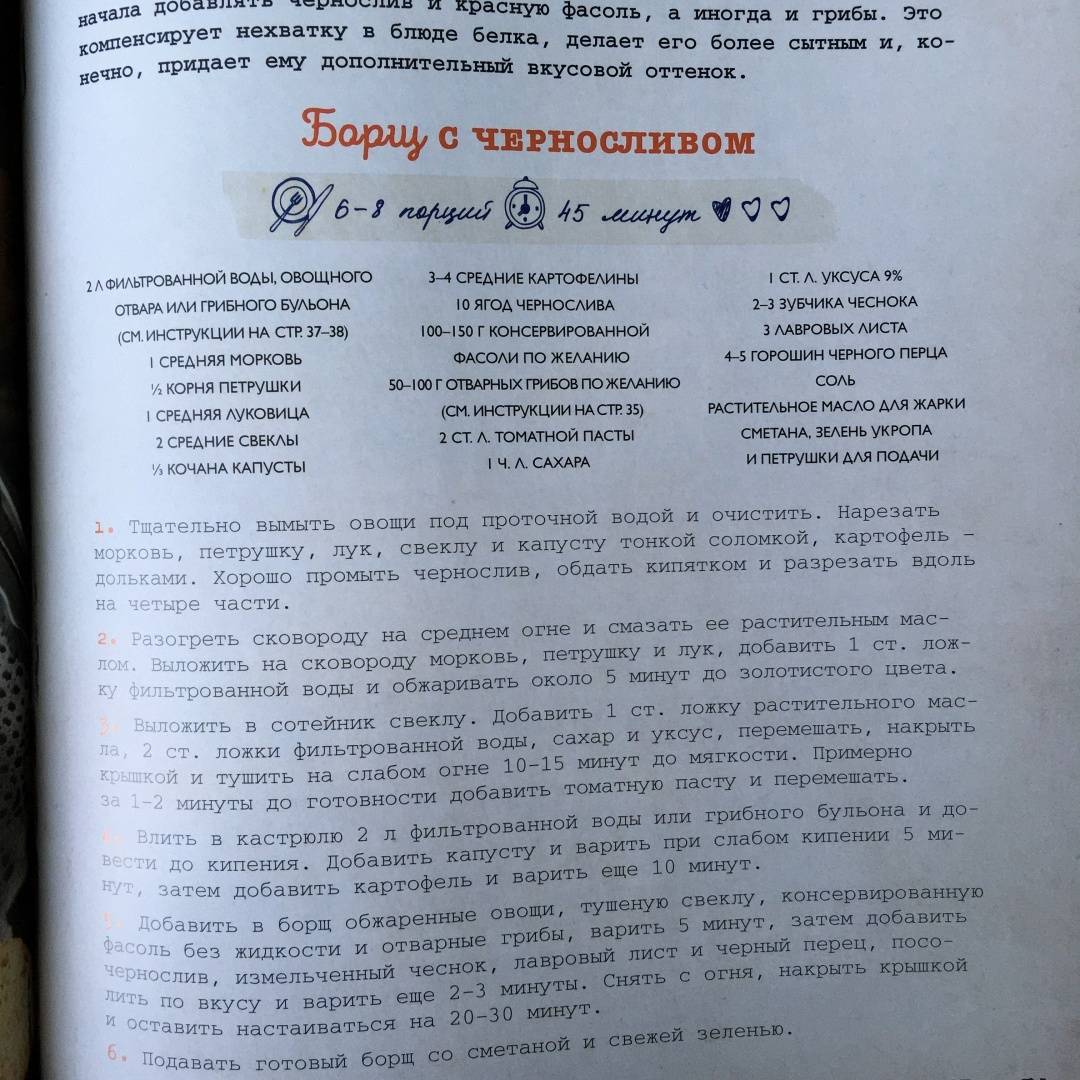 начала добавлять чернослив и красную фасоль, а иногда и грибы. Это
компенсирует нехватку в блюде белка, делает его более сытным и, ко-
нечно, придает ему дополнительный вкусовой оттенок.
Борщ с черносливом
6-8 порций 45 минут
2 Л ФИЛЬТРОВАННОЙ ВОДЫ, ОВОЩНОГО
ОТВАРА ИЛИ ГРИБНОГО БУЛЬОНА
(СМ. ИНСТРУКЦИИ НА СТР. 37–38)
1 СРЕДНЯЯ МОРКОВЬ
½ КОРНЯ ПЕТРУШКИ
1 СРЕДНЯЯ ЛУКОВИЦА
2 СРЕДНИЕ СВЕКЛЫ
⅓ КОЧАНА КАПУСТЫ
3–4 СРЕДНИЕ КАРТОФЕЛИНЫ
10 ЯГОД ЧЕРНОСЛИВА
100–150 Г КОНСЕРВИРОВАННОЙ
ФАСОЛИ ПО ЖЕЛАНИЮ
50–100 Г ОТВАРНЫХ ГРИБОВ ПО ЖЕЛАНИЮ
(СМ. ИНСТРУКЦИИ НА СТР. 35)
2 СТ. Л. ТОМАТНОЙ ПАСТЫ
1 Ч. Л. САХАРА
1 СТ. Л. УКСУСА 9%
2–3 ЗУБЧИКА ЧЕСНОКА
3 ЛАВРОВЫХ ЛИСТА
4–5 ГОРОШИН ЧЕРНОГО ПЕРЦА
СОЛЬ
РАСТИТЕЛЬНОЕ МАСЛО ДЛЯ ЖАРКИ
СМЕТАНА, ЗЕЛЕНЬ УКРОПА
И ПЕТРУШКИ ДЛЯ ПОДАЧИ
1. Тщательно вымыть овощи под проточной водой и очистить. Нарезать
морковь, петрушку, лук, свеклу и капусту тонкой соломкой, картофель –
дольками. Хорошо промыть чернослив, обдать кипятком и разрезать вдоль
на четыре части.
2. Разогреть сковороду на среднем огне и смазать ее растительным мас-
лом. Выложить на сковороду морковь, петрушку и лук, добавить 1 ст. лож-
ку фильтрованной воды и обжаривать около 5 минут до золотистого цвета.
3. Выложить в сотейник свеклу. Добавить 1 ст. ложку растительного мас-
ла, 2 ст. ложки фильтрованной воды, сахар и уксус, перемешать, накрыть
крышкой и тушить на слабом огне 10–15 минут до мягкости. Примерно
за 1–2 минуты до готовности добавить томатную пасту и перемешать.
4. Влить в кастрюлю 2 л фильтрованной воды или грибного бульона и до-
вести до кипения. Добавить капусту и варить при слабом кипении 5 ми-
нут, затем добавить картофель и варить еще 10 минут.
5. Добавить в борщ обжаренные овощи, тушеную свеклу, консервированную
фасоль без жидкости и отварные грибы, варить 5 минут, затем добавить
чернослив, измельченный чеснок, лавровый лист и черный перец, посо-
лить по вкусу и варить еще 2–3 минуты. Снять с огня, накрыть крышкой
и оставить настаиваться на 20–30 минут.
6. Подавать готовый борщ со сметаной и свежей зеленью.